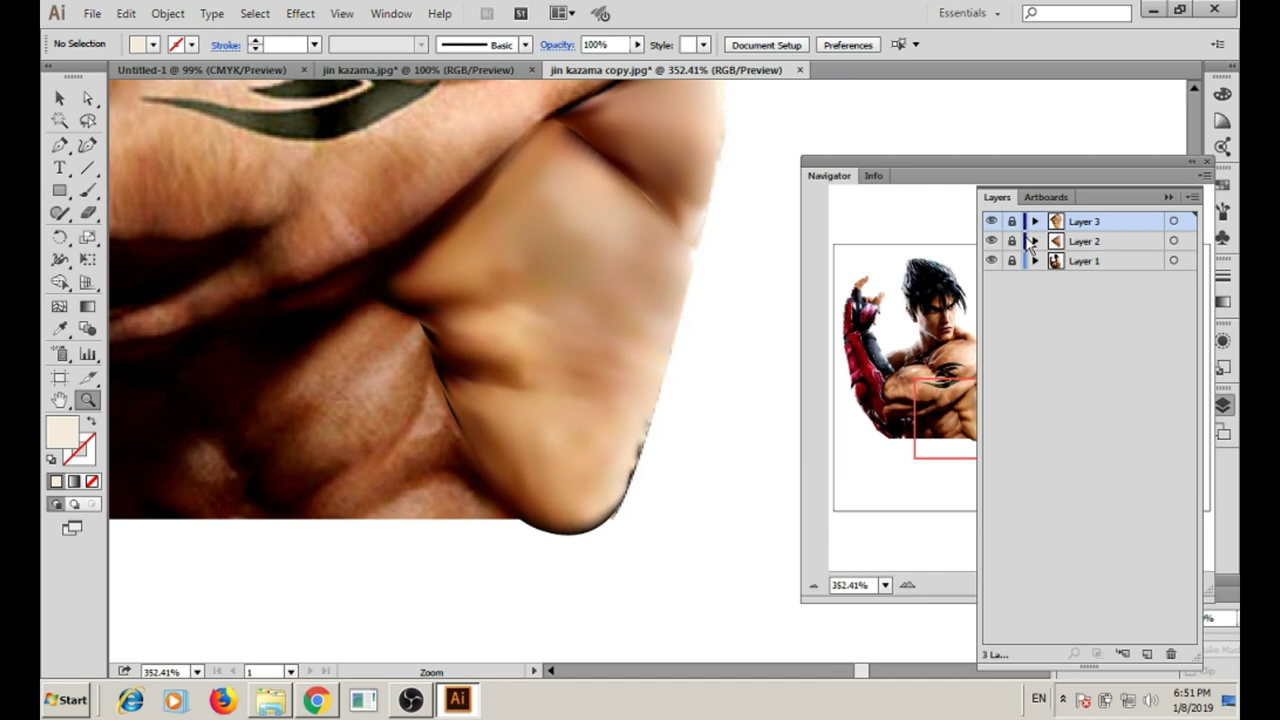 Ai File Edit Object Type Select Effect View Window Help Br St Essentials
No Selection Stroke: Basic Opacity: 100% Style: Document Setup Preferences
Untitled-1 @ 99% (CMYK/Preview) × jin kazama.jpg* @ 100% (RGB/Preview) × jin kazama copy.jpg* @ 352.41% (RGB/Preview) ×
Navigator Info
Layers Artboards
Layer 3
Layer 2
Layer 1
352.41%
3 La...
352.41% 1 Zoom
Start Ai EN 6:51 PM
1/8/2019